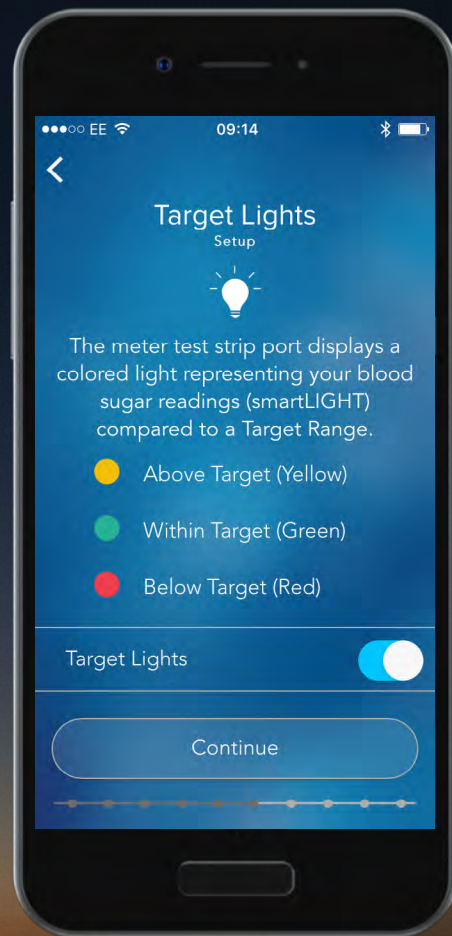 EE 09:14
Target Lights
Setup
The meter test strip port displays a
colored light representing your blood
sugar readings (smartLIGHT)
compared to a Target Range.
Above Target (Yellow)
Within Target (Green)
Below Target (Red)
Target Lights
Continue